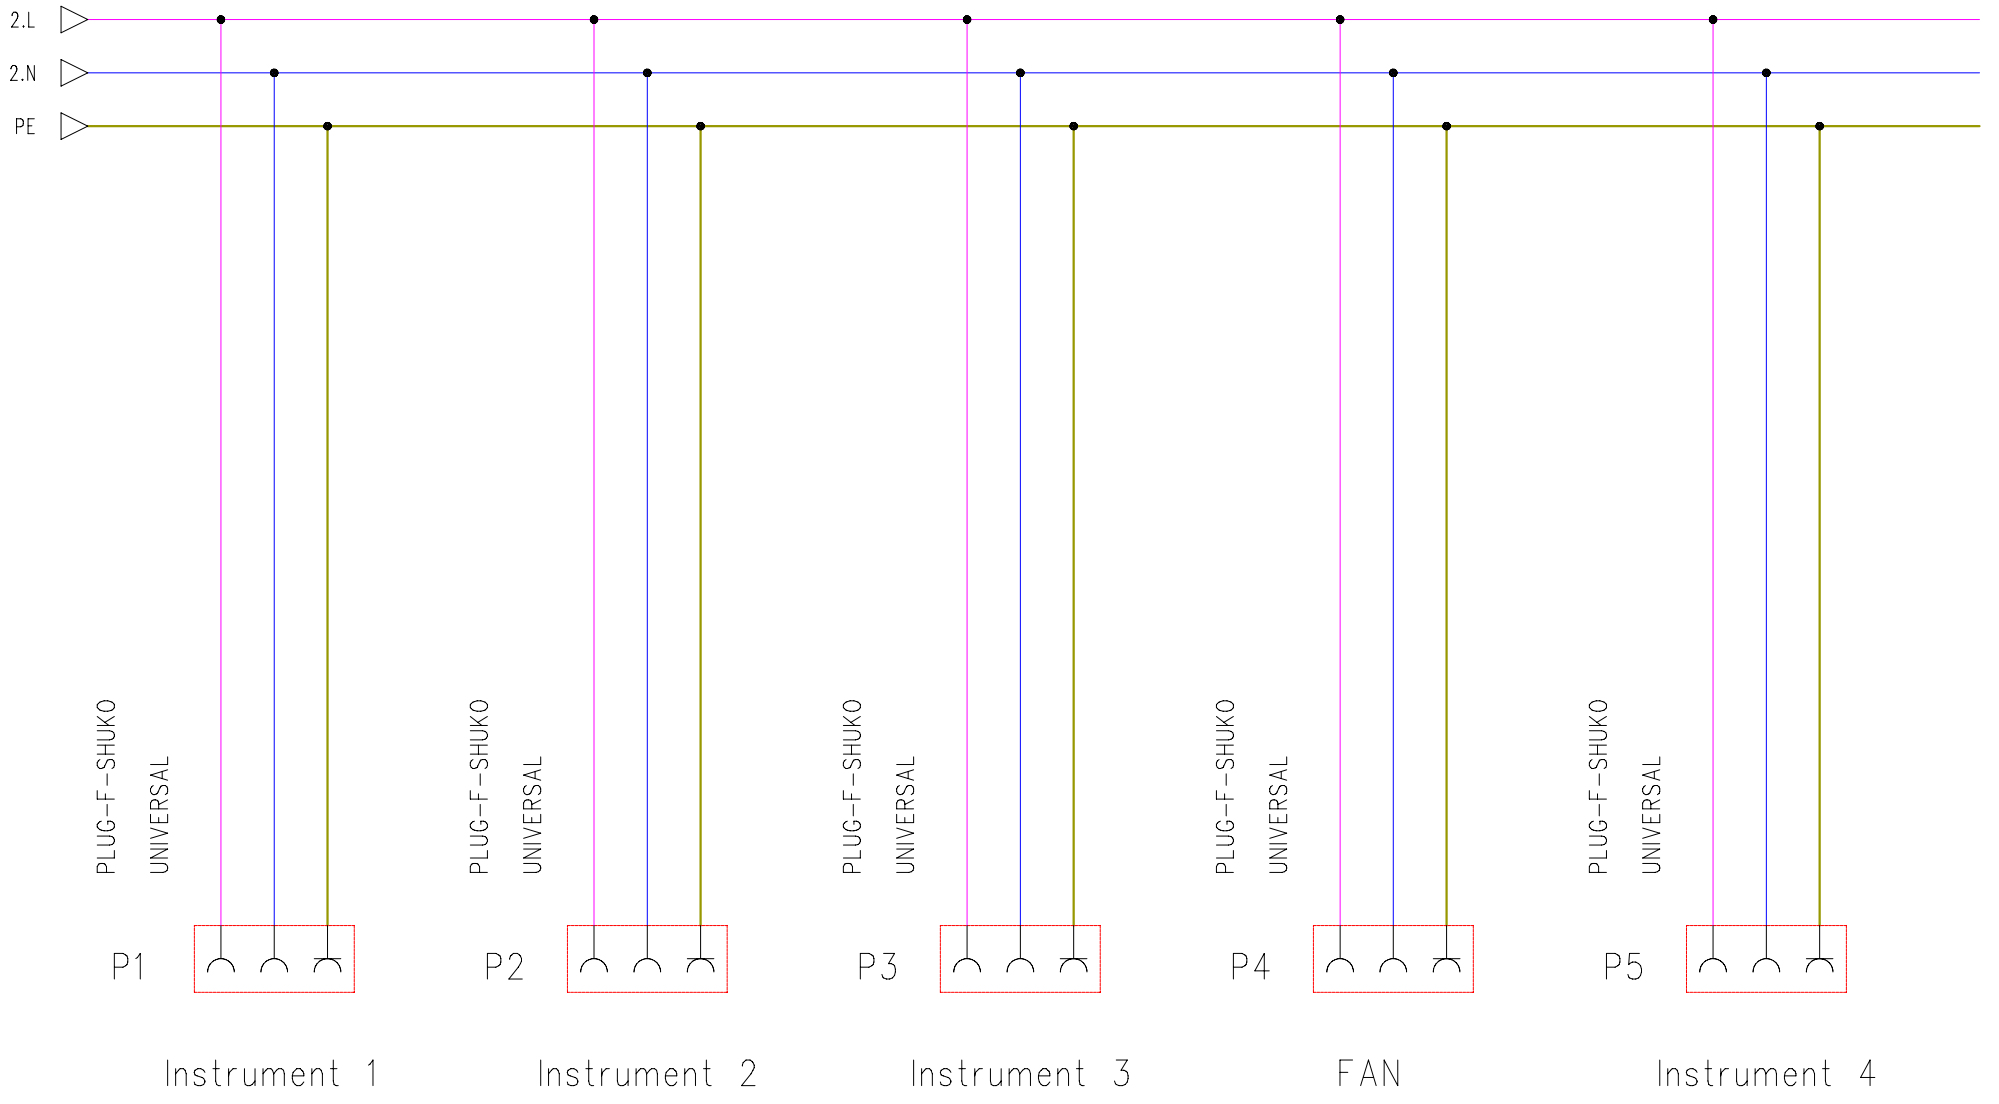 2.L
2.N
PE
PLUG-F-SHUKO
UNIVERSAL
PLUG-F-SHUKO
UNIVERSAL
PLUG-F-SHUKO
UNIVERSAL
PLUG-F-SHUKO
UNIVERSAL
PLUG-F-SHUKO
UNIVERSAL
P1
P2
P3
P4
P5
Instrument 1
Instrument 2
Instrument 3
FAN
Instrument 4